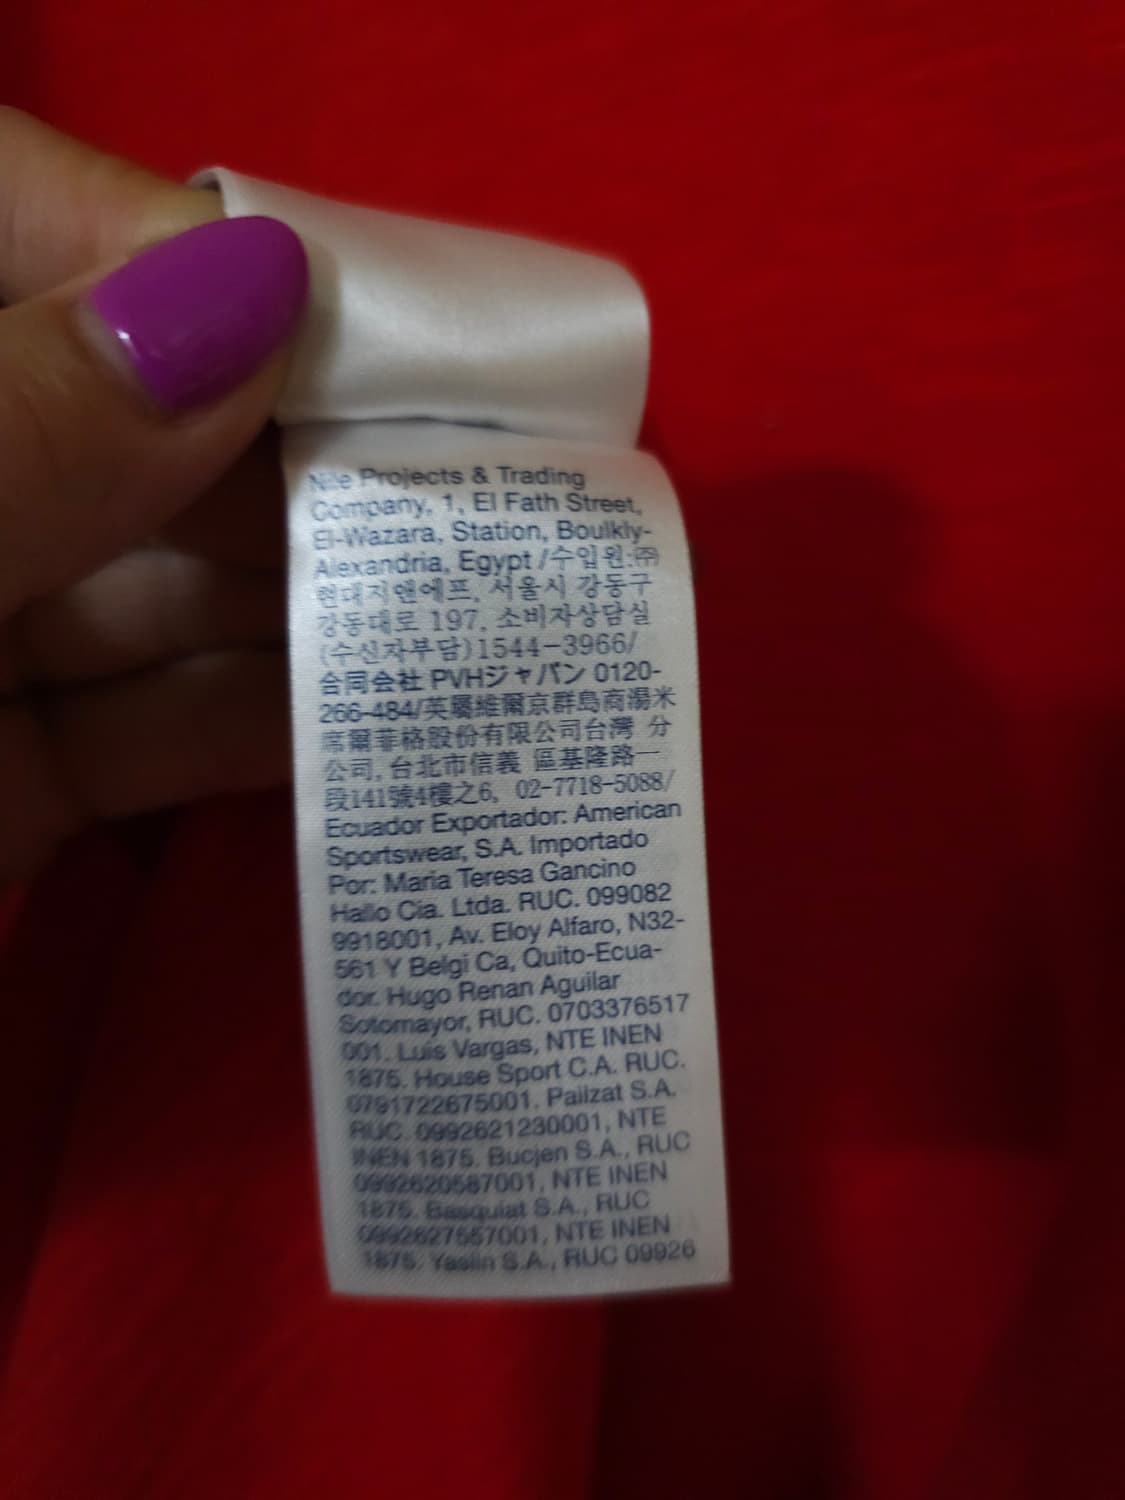 Nile Projects & Trading
Company, 1, El Fath Street,
El-Wazara, Station, Boulkly-
Alexandria, Egypt /수입원:㈜
현대지앤에프, 서울시 강동구
강동대로 197, 소비자상담실
(수신자부담)1544-3966/
合同会社 PVHジャパン 0120-
266-484/英屬維爾京群島商湯米
席爾菲格股份有限公司台灣 分
公司, 台北市信義 區基隆路一
段141號4樓之6, 02-7718-5088/
Ecuador Exportador: American
Sportswear, S.A. Importado
Por: Maria Teresa Gancino
Hallo Cia. Ltda. RUC. 099082
9918001, Av. Eloy Alfaro, N32-
561 Y Belgi Ca, Quito-Ecua-
dor. Hugo Renan Aguilar
Sotomayor, RUC. 0703376517
001. Luis Vargas, NTE INEN
1875. House Sport C.A. RUC.
0791722675001. Pailzat S.A.
RUC. 0992621230001, NTE
INEN 1875. Bucjen S.A., RUC
0992620587001, NTE INEN
1875. Basquiat S.A., RUC
0992627557001, NTE INEN
1875. Yaslin S.A., RUC 09926